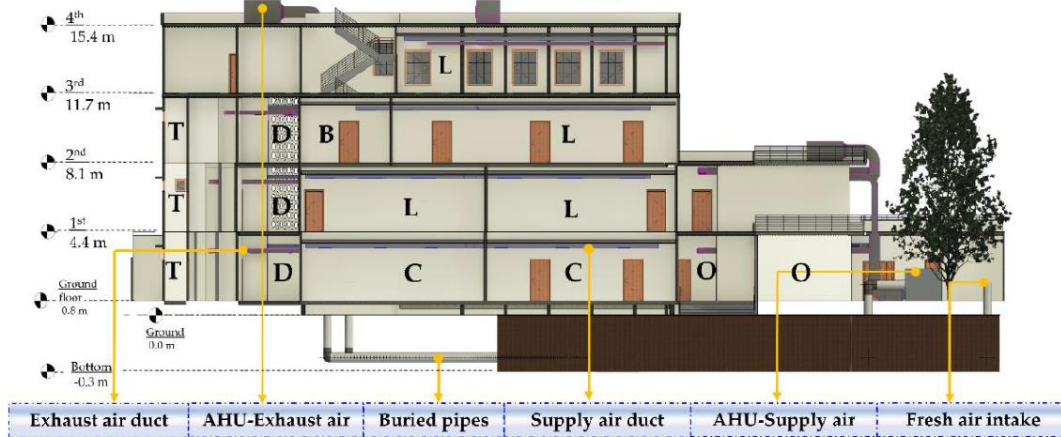 4th
15.4 m
3rd
11.7 m
L
T
D
B
L
2nd
8.1 m
T
D
L
L
1st
4.4 m
T
D
C
C
O
O
Ground
floor
0.8 m
Ground
0.0 m
Bottom
-0.3 m
Exhaust air duct
AHU-Exhaust air
Buried pipes
Supply air duct
AHU-Supply air
Fresh air intake